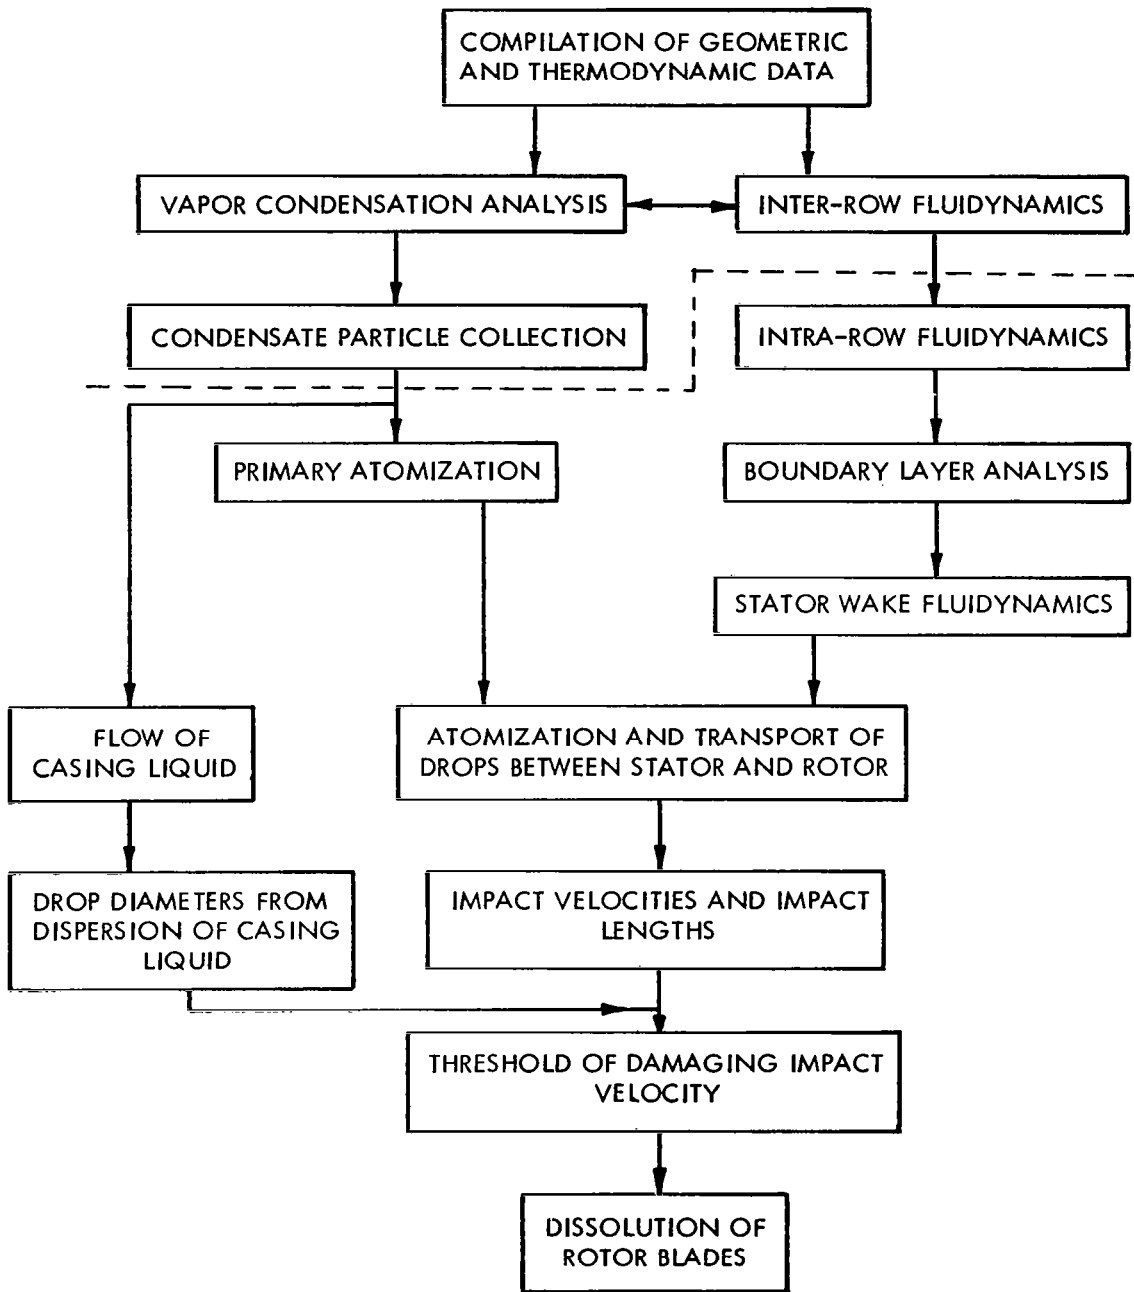 COMPILATION OF GEOMETRIC
AND THERMODYNAMIC DATA
VAPOR CONDENSATION ANALYSIS
INTER-ROW FLUIDYNAMICS
CONDENSATE PARTICLE COLLECTION
INTRA-ROW FLUIDYNAMICS
PRIMARY ATOMIZATION
BOUNDARY LAYER ANALYSIS
STATOR WAKE FLUIDYNAMICS
FLOW OF
CASING LIQUID
ATOMIZATION AND TRANSPORT OF
DROPS BETWEEN STATOR AND ROTOR
DROP DIAMETERS FROM
DISPERSION OF CASING
LIQUID
IMPACT VELOCITIES AND IMPACT
LENGTHS
THRESHOLD OF DAMAGING IMPACT
VELOCITY
DISSOLUTION OF
ROTOR BLADES